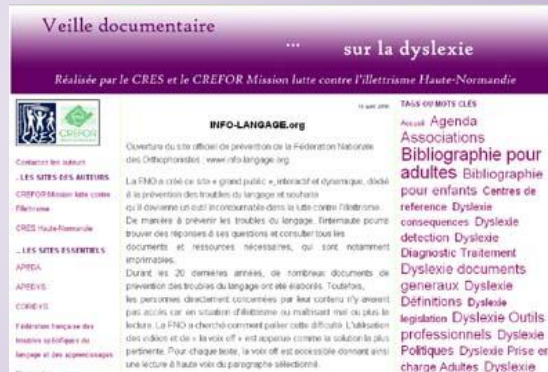 Veille documentaire
...
sur la dyslexie
Réalisée par le CRES et le CREFOR Mission lutte contre l'illettrisme Haute-Normandie
CRES
CREFOR
Contactez les auteurs
. LES SITES DES AUTEURS
CREFOR Mission lutte contre
l'illettrisme
CRES Haute-Normandie
. LES SITES ESSENTIELS
APEDA
APEDYS
CORIDYS
Fédération française des
troubles spécifiques du
langage et des apprentissages
INFO-LANGAGE.org
Ouverture du site officiel de prévention de la Fédération Nationale
des Orthophonistes : www.info-langage.org
La FNO a créé ce site « grand public », interactif et dynamique, dédié
à la prévention des troubles du langage et souhaite
qu'il devienne un outil incontournable dans la lutte contre l'illettrisme.
De manière à prévenir les troubles du langage, l'internaute pourra
trouver des réponses à ses questions et consulter tous les
documents et ressources nécessaires, qui sont notamment
imprimables.
Durant les 20 dernières années, de nombreux documents de
prévention des troubles du langage ont été élaborés. Toutefois,
les personnes directement concernées par leur contenu n'y avaient
pas accès car en situation d'illettrisme ou maîtrisant mal ou plus la
lecture. La FNO a cherché comment pallier cette difficulté. L'utilisation
des vidéos et de « la voix off » est apparue comme la solution la plus
pertinente. Pour chaque texte, la voix off est accessible donnant ainsi
une lecture à haute voix du paragraphe sélectionné.
TAGS OU MOTS CLÉS
Accueil Agenda
Associations
Bibliographie pour
adultes Bibliographie
pour enfants Centres de
reference Dyslexie
consequences Dyslexie
detection Dyslexie
Diagnostic Traitement
Dyslexie documents
generaux Dyslexie
Définitions Dyslexie
legislation Dyslexie Outils
professionnels Dyslexie
Politiques Dyslexie Prise en
charge Adultes Dyslexie